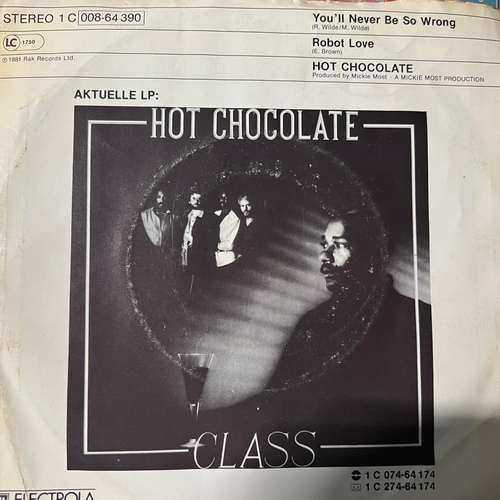 STEREO 1 C 008-64 390
LC 1750
℗ 1981 Rak Records Ltd.
You'll Never Be So Wrong
(R. Wilde/M. Wilde)
Robot Love
(E. Brown)
HOT CHOCOLATE
Produced by Mickie Most · A MICKIE MOST PRODUCTION
AKTUELLE LP:
HOT CHOCOLATE
CLASS
1 C 074-64 174
1 C 274-64 174
ELECTROLA